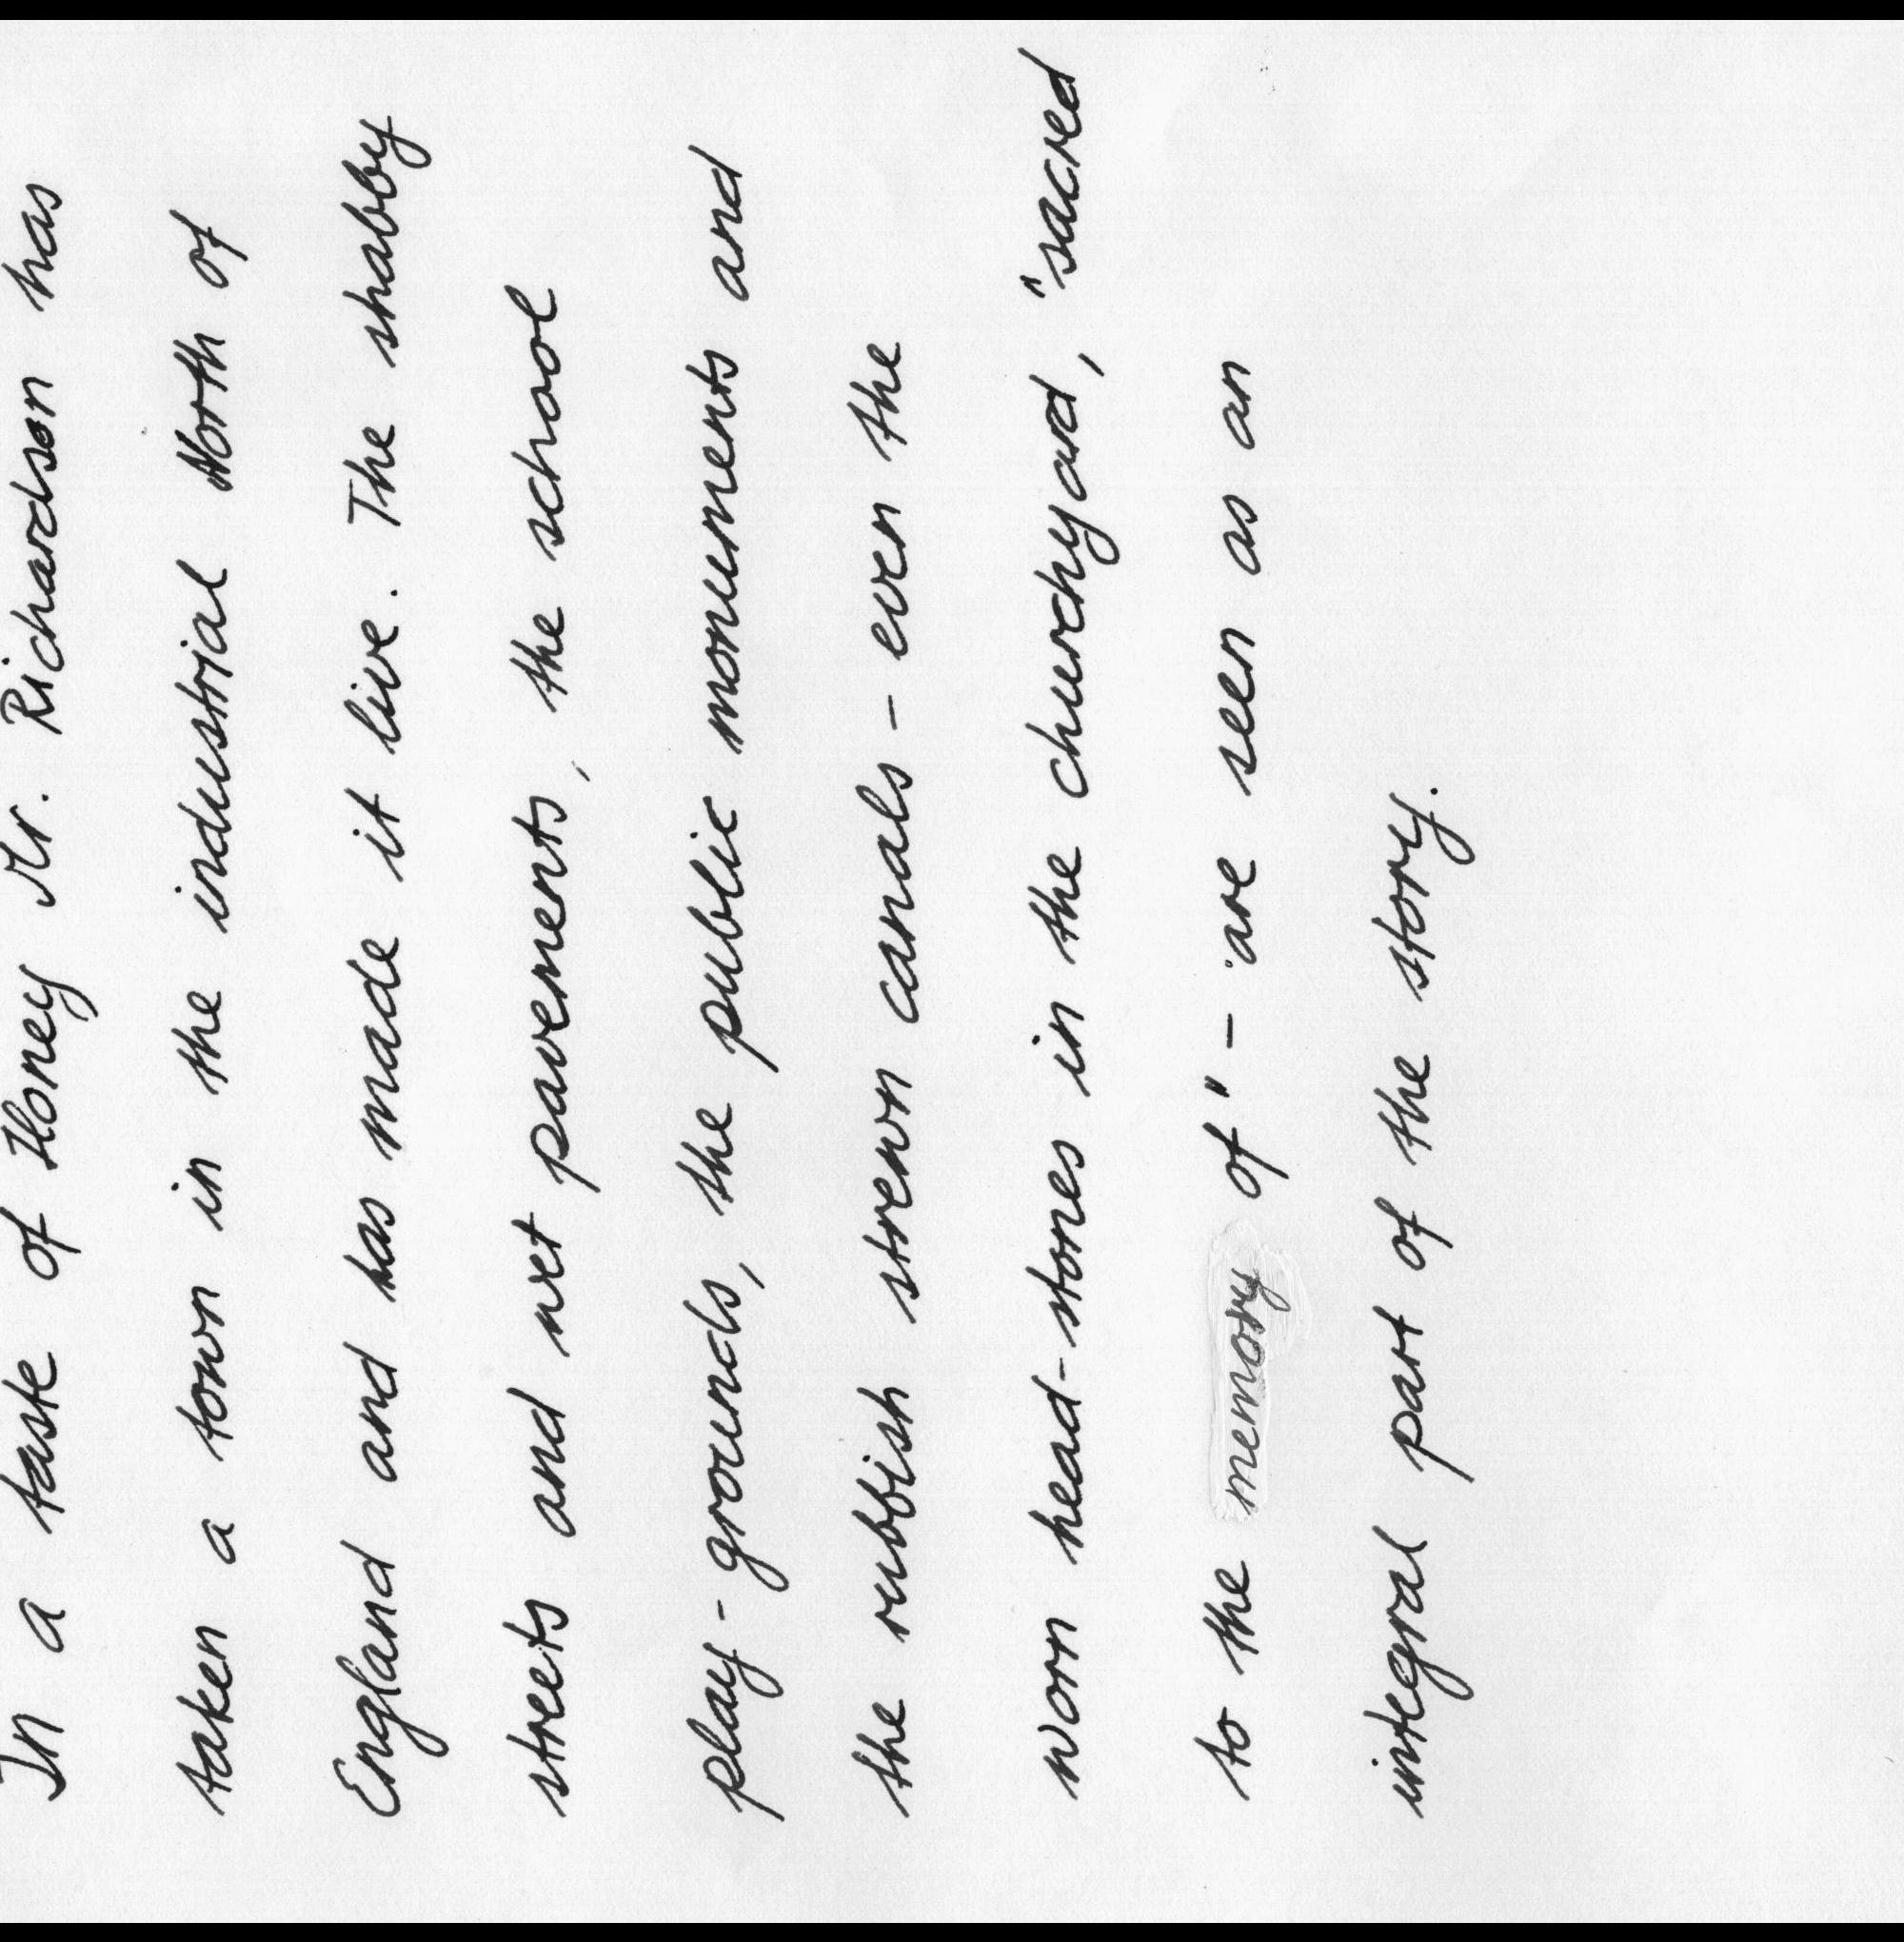 In a taste of Honey Mr. Richardson has
taken a town in the industrial North of
England and has made it live. The shabby
streets and wet pavements, the school
play-grounds, the public monuments and
the rubbish strewn canals - even the
worn head-stones in the churchyard, "sacred
to the memory of" - are seen as an
integral part of the story.